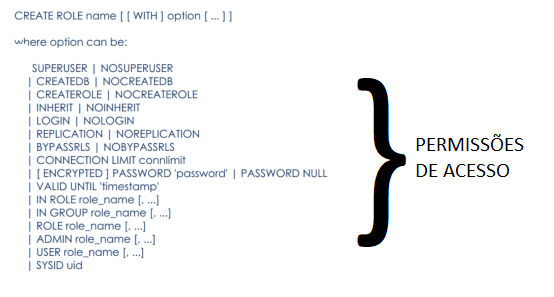 CREATE ROLE name [ [ WITH ] option [ ... ] ]
where option can be:
SUPERUSER | NOSUPERUSER
| CREATEDB | NOCREATEDB
| CREATEROLE | NOCREATEROLE
| INHERIT | NOINHERIT
| LOGIN | NOLOGIN
| REPLICATION | NOREPLICATION
| BYPASSRLS | NOBYPASSRLS
| CONNECTION LIMIT connlimit
| [ ENCRYPTED ] PASSWORD 'password' | PASSWORD NULL
| VALID UNTIL 'timestamp'
| IN ROLE role_name [, ...]
| IN GROUP role_name [, ...]
| ROLE role_name [, ...]
| ADMIN role_name [, ...]
| USER role_name [, ...]
| SYSID uid
PERMISSÕES
DE ACESSO